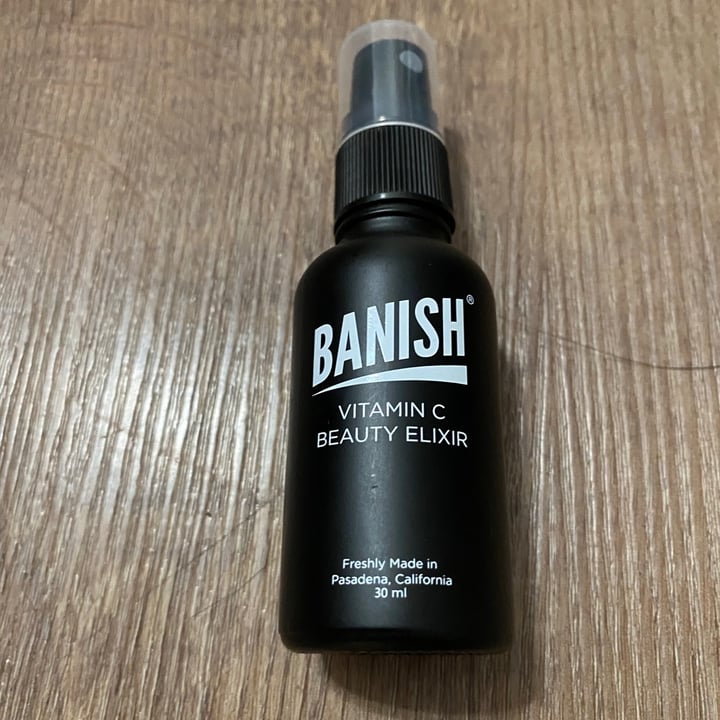 BANISH®
VITAMIN C
BEAUTY ELIXIR
Freshly Made in
Pasadena, California
30 ml